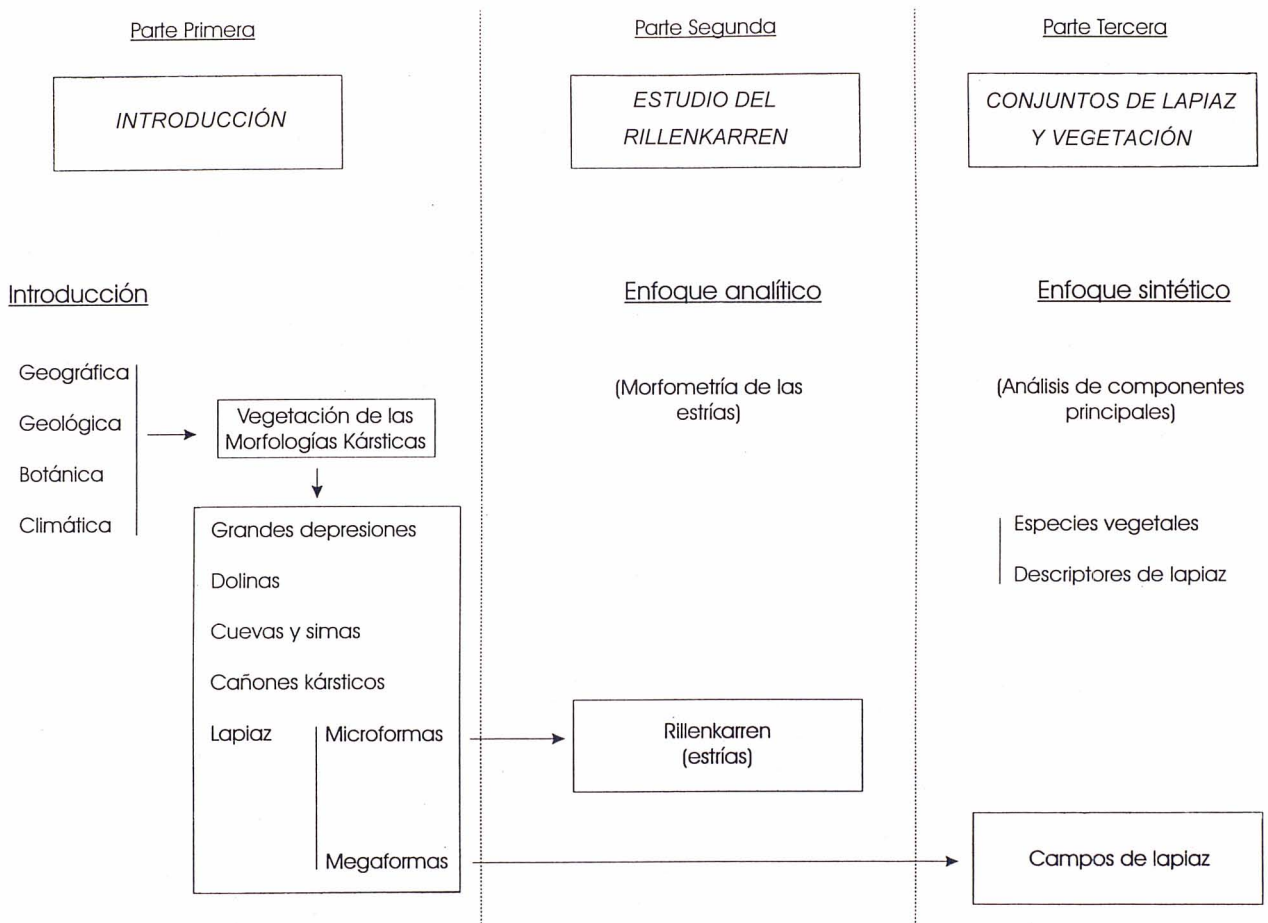 Parte Primera
INTRODUCCIÓN
Introducción
Geográfica
Geológica
Botánica
Climática
Vegetación de las
Morfologías Kársticas
Grandes depresiones
Dolinas
Cuevas y simas
Cañones kársticos
Lapiaz
Microformas
Megaformas
Parte Segunda
ESTUDIO DEL
RILLENKARREN
Enfoque analítico
(Morfometría de las
estrías)
Rillenkarren
(estrías)
Parte Tercera
CONJUNTOS DE LAPIAZ
Y VEGETACIÓN
Enfoque sintético
(Análisis de componentes
principales)
Especies vegetales
Descriptores de lapiaz
Campos de lapiaz